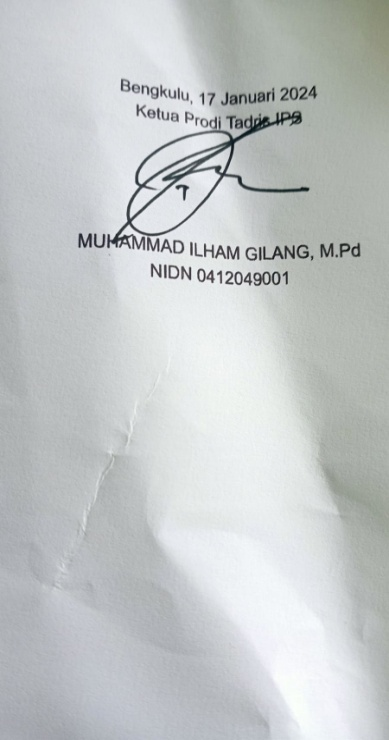 Bengkulu, 17 Januari 2024
Ketua Prodi Tadris IPS
MUHAMMAD ILHAM GILANG, M.Pd
NIDN 0412049001